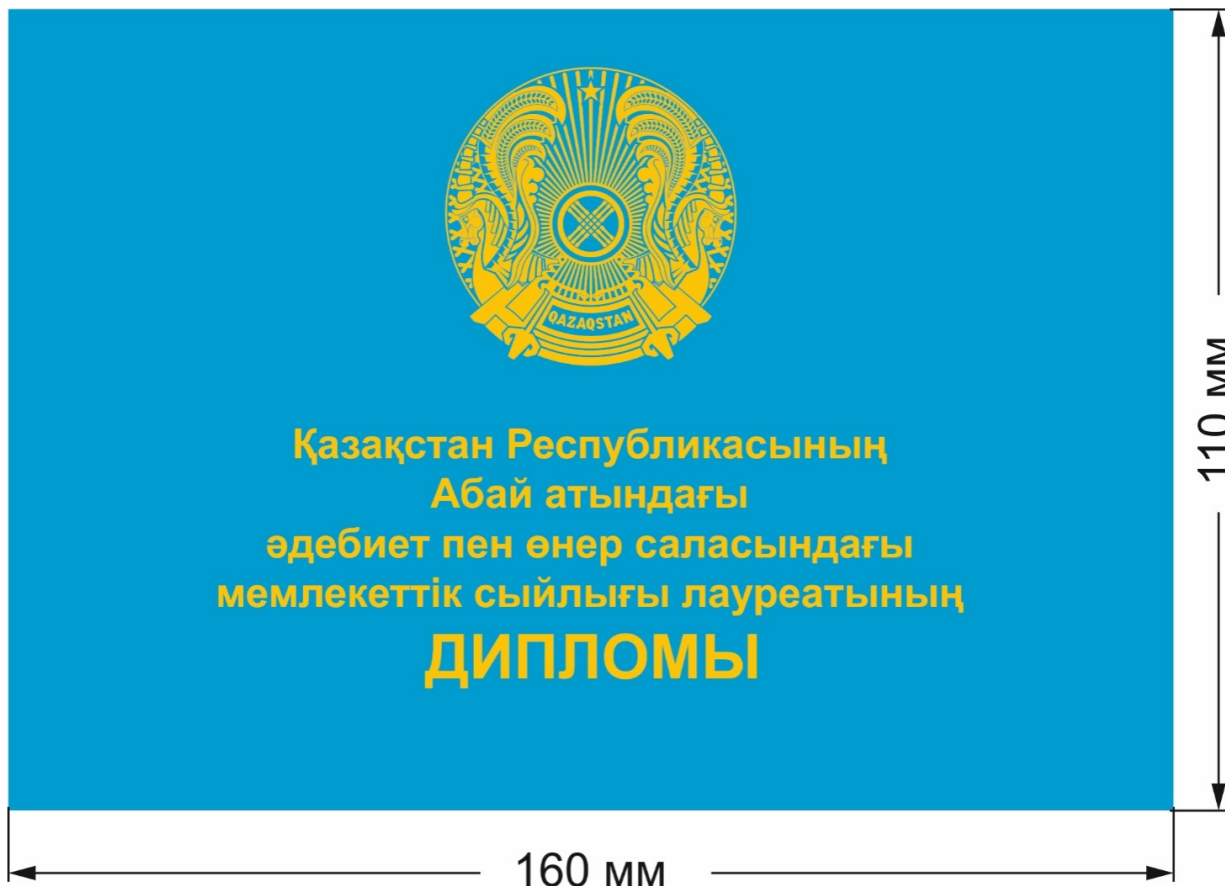 QAZAQSTAN
Қазақстан Республикасының
Абай атындағы
әдебиет пен өнер саласындағы
мемлекеттік сыйлығы лауреатының
ДИПЛОМЫ
110 мм
160 мм